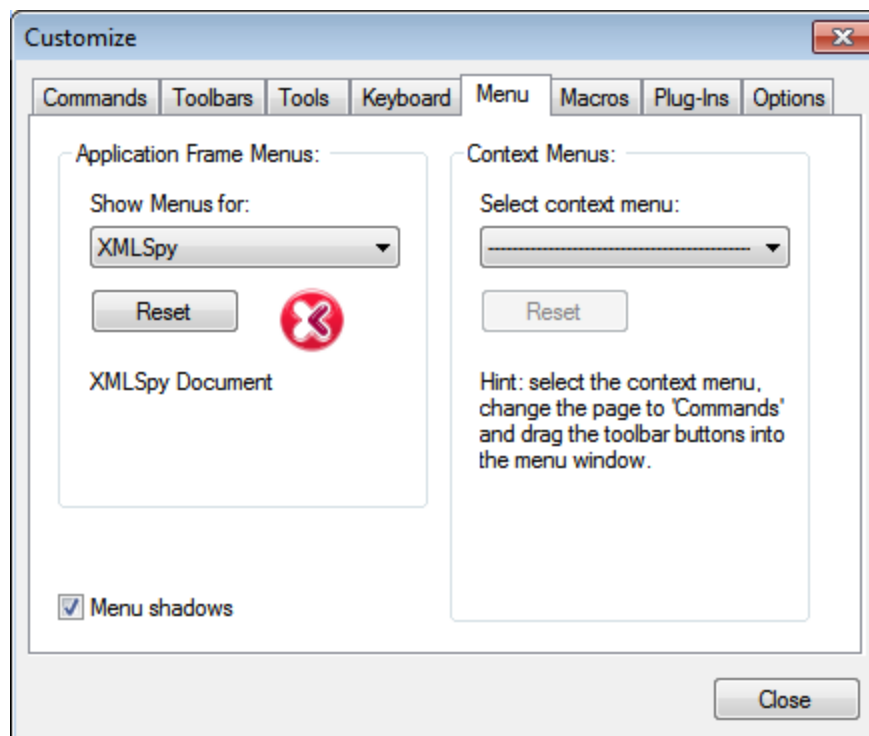 Customize
Commands Toolbars Tools Keyboard Menu Macros Plug-Ins Options
Application Frame Menus:
Show Menus for:
XMLSpy
Reset
XMLSpy Document
Context Menus:
Select context menu:
Reset
Hint: select the context menu,
change the page to 'Commands'
and drag the toolbar buttons into
the menu window.
Menu shadows
Close